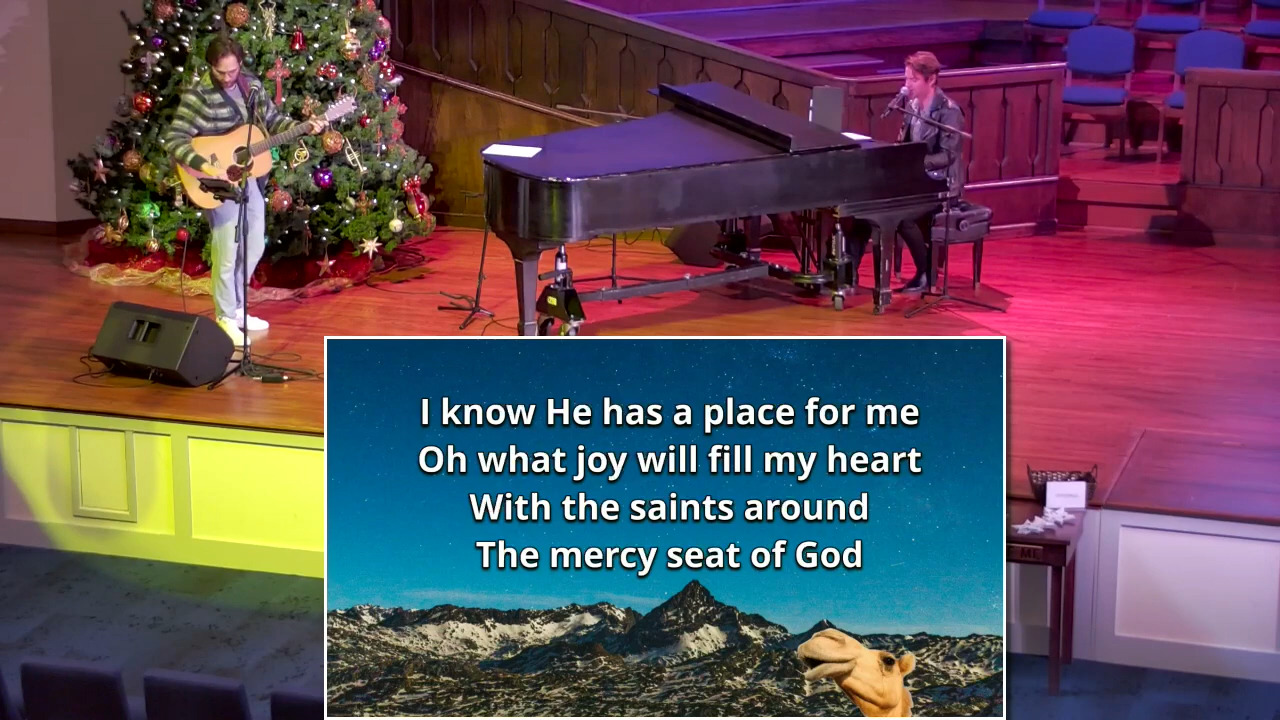 I know He has a place for me
Oh what joy will fill my heart
With the saints around
The mercy seat of God